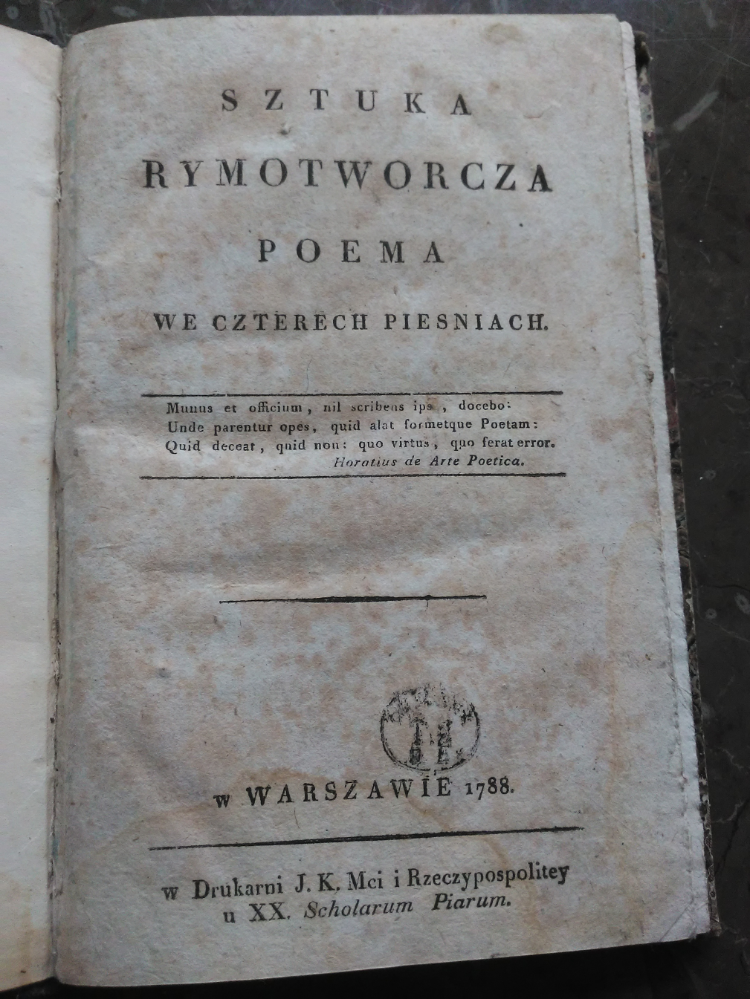 SZTUKA
RYMOTWORCZA
POEMA
WE CZTERECH PIESNIACH.
Munus et officium, nil scribens ipse, docebo:
Unde parentur opes, quid alat formetque Poetam:
Quid deceat, quid non: quo virtus, quo ferat error.
Horatius de Arte Poetica.
w WARSZAWIE 1788.
w Drukarni J. K. Mci i Rzeczypospolitey
u XX. Scholarum Piarum.